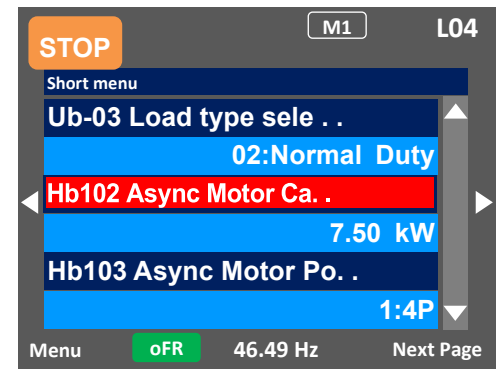 STOP M1 L04
Short menu
Ub-03 Load type sele . .
02:Normal Duty
Hb102 Async Motor Ca. .
7.50 kW
Hb103 Async Motor Po. .
1:4P
Menu oFR 46.49 Hz Next Page